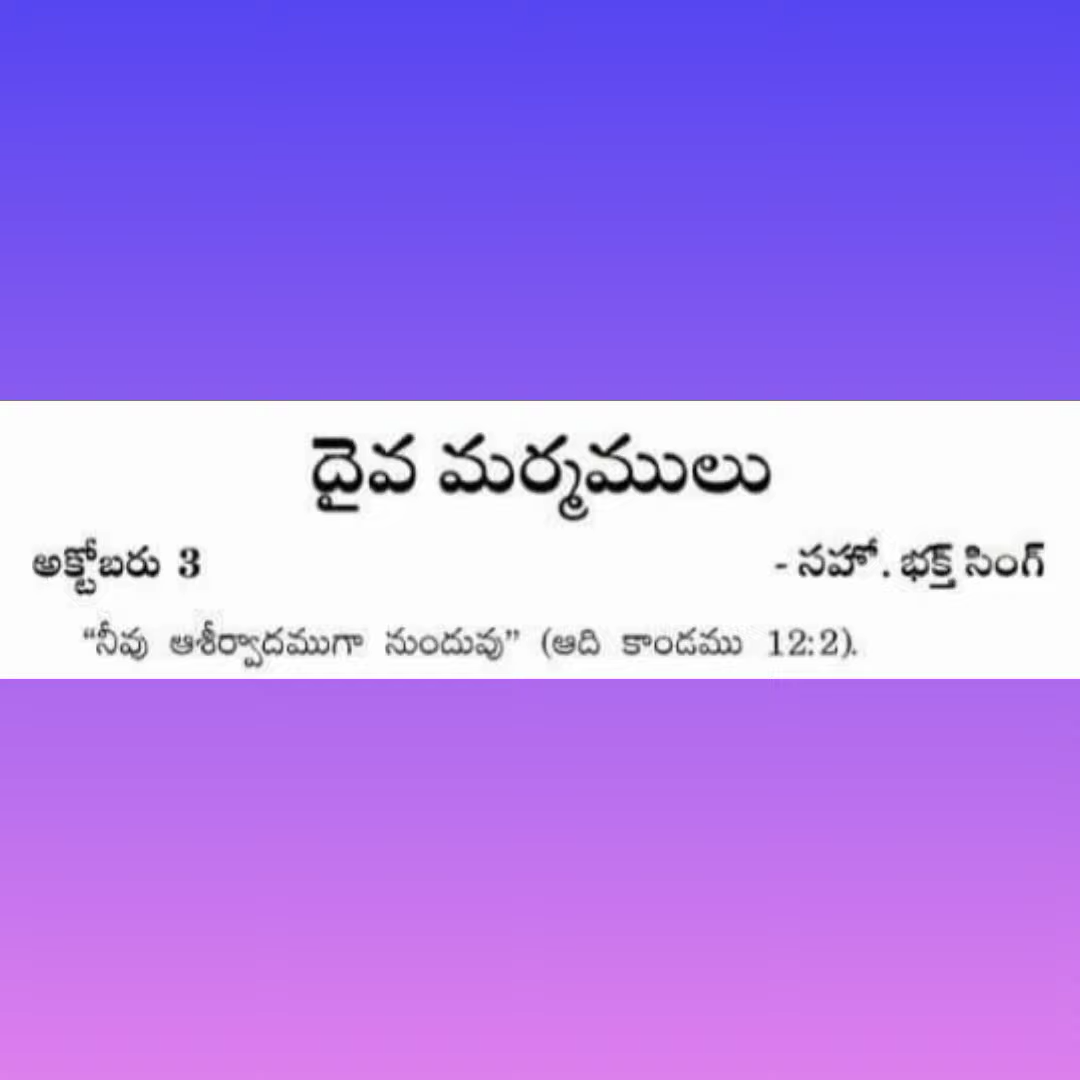 దైవ మర్మములు
అక్టోబరు 3 - సహో. భక్త్ సింగ్
“నీవు ఆశీర్వాదముగా నుందువు” (ఆది కాండము 12:2).